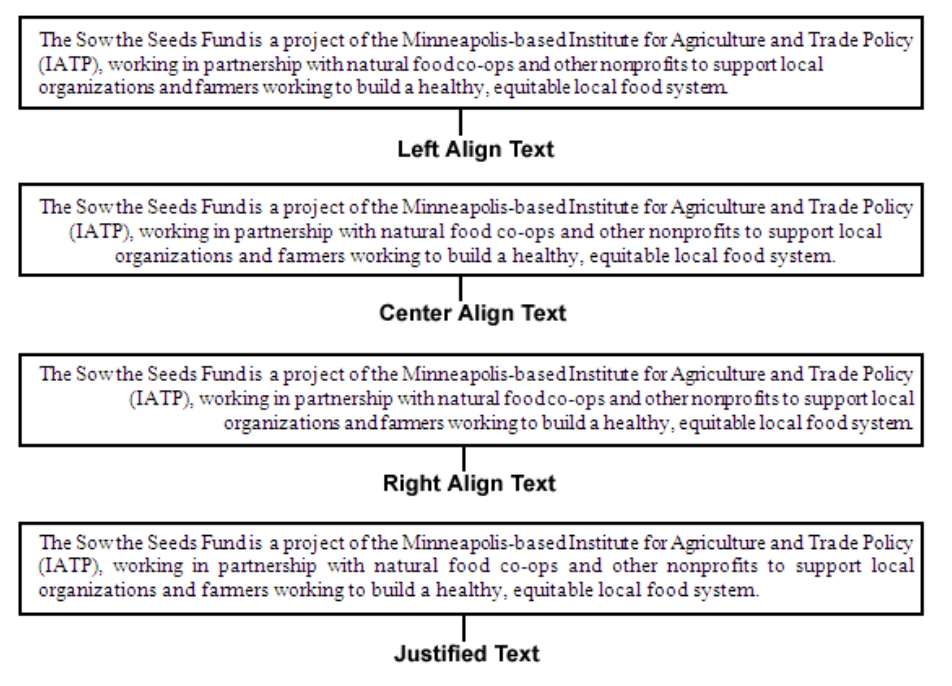 The Sow the Seeds Fund is a project of the Minneapolis-based Institute for Agriculture and Trade Policy
(IATP), working in partnership with natural food co-ops and other nonprofits to support local
organizations and farmers working to build a healthy, equitable local food system.
Left Align Text
The Sow the Seeds Fund is a project of the Minneapolis-based Institute for Agriculture and Trade Policy
(IATP), working in partnership with natural food co-ops and other nonprofits to support local
organizations and farmers working to build a healthy, equitable local food system.
Center Align Text
The Sow the Seeds Fund is a project of the Minneapolis-based Institute for Agriculture and Trade Policy
(IATP), working in partnership with natural food co-ops and other nonprofits to support local
organizations and farmers working to build a healthy, equitable local food system.
Right Align Text
The Sow the Seeds Fund is a project of the Minneapolis-based Institute for Agriculture and Trade Policy
(IATP), working in partnership with natural food co-ops and other nonprofits to support local
organizations and farmers working to build a healthy, equitable local food system.
Justified Text